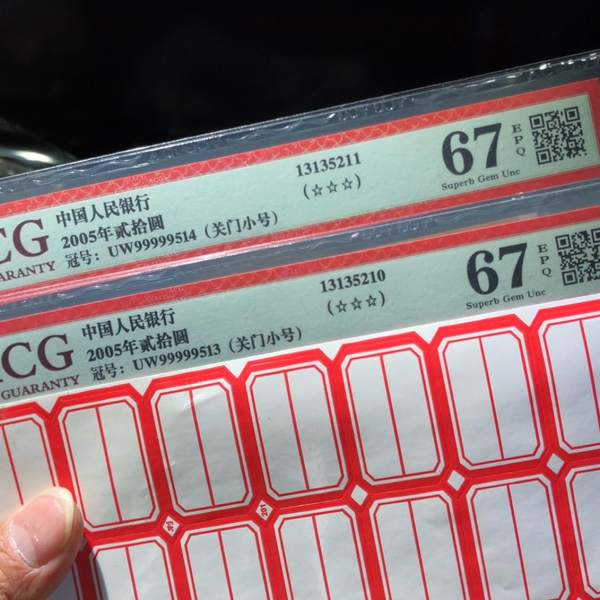 CG
GUARANTY
中国人民银行
2005年贰拾圆
冠号：UW99999514（关门小号）
13135211
(☆☆☆)
67
EPQ
Superb Gem Unc
CG
GUARANTY
中国人民银行
2005年贰拾圆
冠号：UW99999513（关门小号）
13135210
(☆☆☆)
67
EPQ
Superb Gem Unc